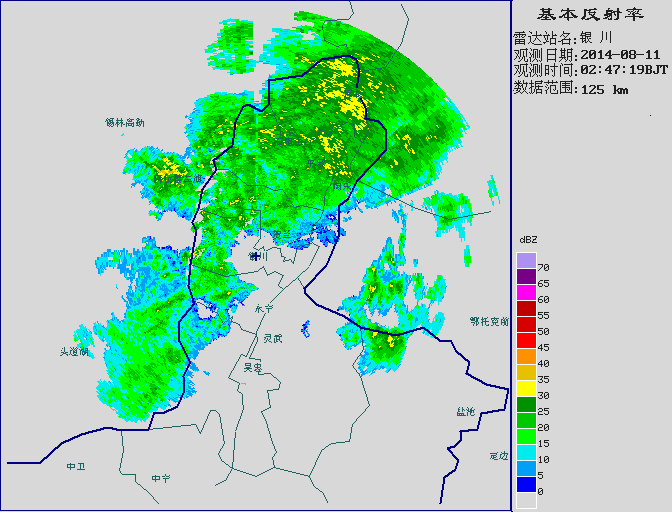 基本反射率
雷达站名:银 川
观测日期:2014-08-11
观测时间:02:47:19BJT
数据范围:125 km
锡林高勒
银川
永宁
灵武
吴忠
头道湖
鄂托克前
盐池
定边
中卫
中宁
dBZ
70
65
60
55
50
45
40
35
30
25
20
15
10
5
0